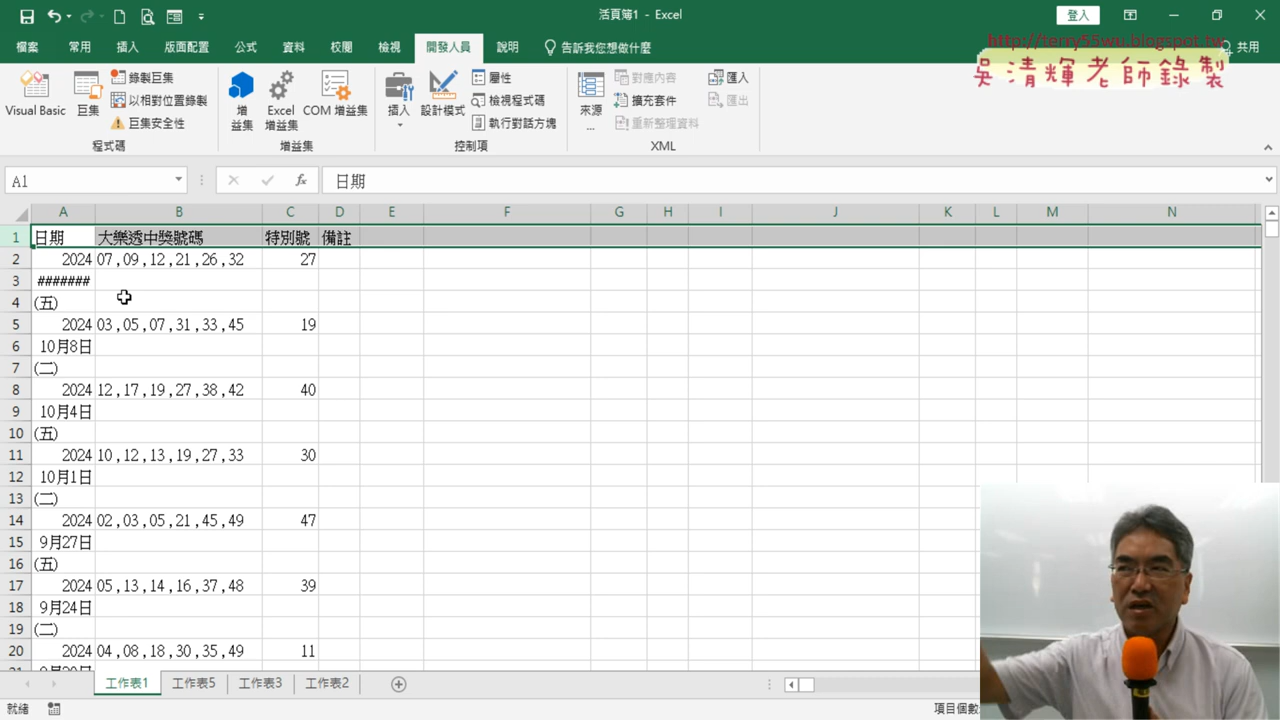 活頁簿1 - Excel
登入
http://terry55wu.blogspot.tw
吳清輝老師錄製
檔案 常用 插入 版面配置 公式 資料 校閱 檢視 開發人員 說明 告訴我您想做什麼 共用
Visual Basic
巨集
錄製巨集
以相對位置錄製
巨集安全性
程式碼
增益集
Excel 增益集
COM 增益集
增益集
插入
設計模式
屬性
檢視程式碼
執行對話方塊
控制項
來源
...
對應內容
擴充套件
重新整理資料
匯入
匯出
XML
A1 fx 日期
A B C D E F G H I J K L M N
1 日期 大樂透中獎號碼 特別號 備註
2 2024 07,09,12,21,26,32 27
3 #######
4 (五)
5 2024 03,05,07,31,33,45 19
6 10月8日
7 (二)
8 2024 12,17,19,27,38,42 40
9 10月4日
10 (五)
11 2024 10,12,13,19,27,33 30
12 10月1日
13 (二)
14 2024 02,03,05,21,45,49 47
15 9月27日
16 (五)
17 2024 05,13,14,16,37,48 39
18 9月24日
19 (二)
20 2024 04,08,18,30,35,49 11
工作表1 工作表5 工作表3 工作表2
就緒 項目個數